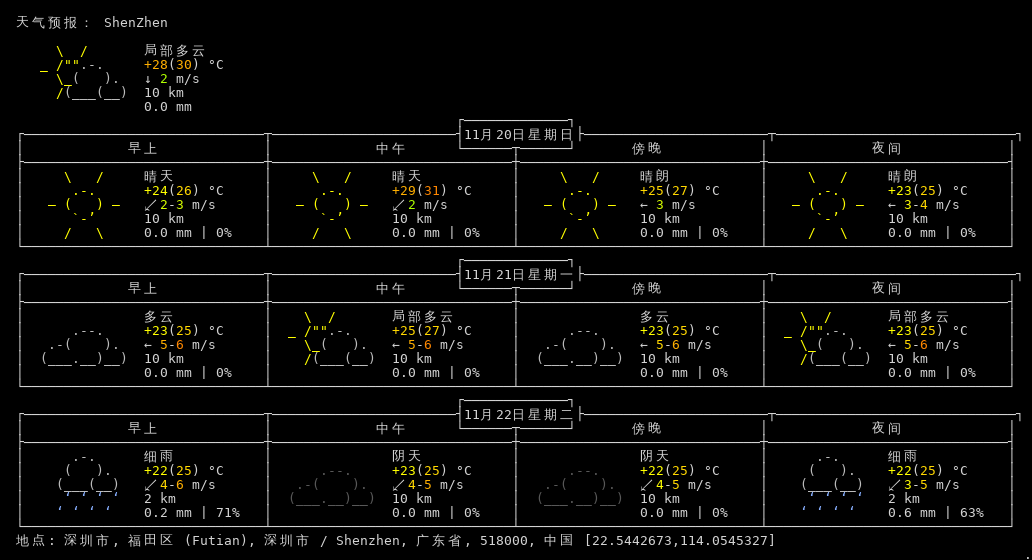 天气预报: ShenZhen
局部多云
+28(30) °C
↓ 2 m/s
10 km
0.0 mm
11月20日星期日
早上 中午 傍晚 夜间
晴天 晴天 晴朗 晴朗
+24(26) °C +29(31) °C +25(27) °C +23(25) °C
↙ 2-3 m/s ↙ 2 m/s ← 3 m/s ← 3-4 m/s
10 km 10 km 10 km 10 km
0.0 mm | 0% 0.0 mm | 0% 0.0 mm | 0% 0.0 mm | 0%
11月21日星期一
早上 中午 傍晚 夜间
多云 局部多云 多云 局部多云
+23(25) °C +25(27) °C +23(25) °C +23(25) °C
← 5-6 m/s ← 5-6 m/s ← 5-6 m/s ← 5-6 m/s
10 km 10 km 10 km 10 km
0.0 mm | 0% 0.0 mm | 0% 0.0 mm | 0% 0.0 mm | 0%
11月22日星期二
早上 中午 傍晚 夜间
细雨 阴天 阴天 细雨
+22(25) °C +23(25) °C +22(25) °C +22(25) °C
↙ 4-6 m/s ↙ 4-5 m/s ↙ 4-5 m/s ↙ 3-5 m/s
2 km 10 km 10 km 2 km
0.2 mm | 71% 0.0 mm | 0% 0.0 mm | 0% 0.6 mm | 63%
地点: 深圳市, 福田区 (Futian), 深圳市 / Shenzhen, 广东省, 518000, 中国 [22.5442673,114.0545327]